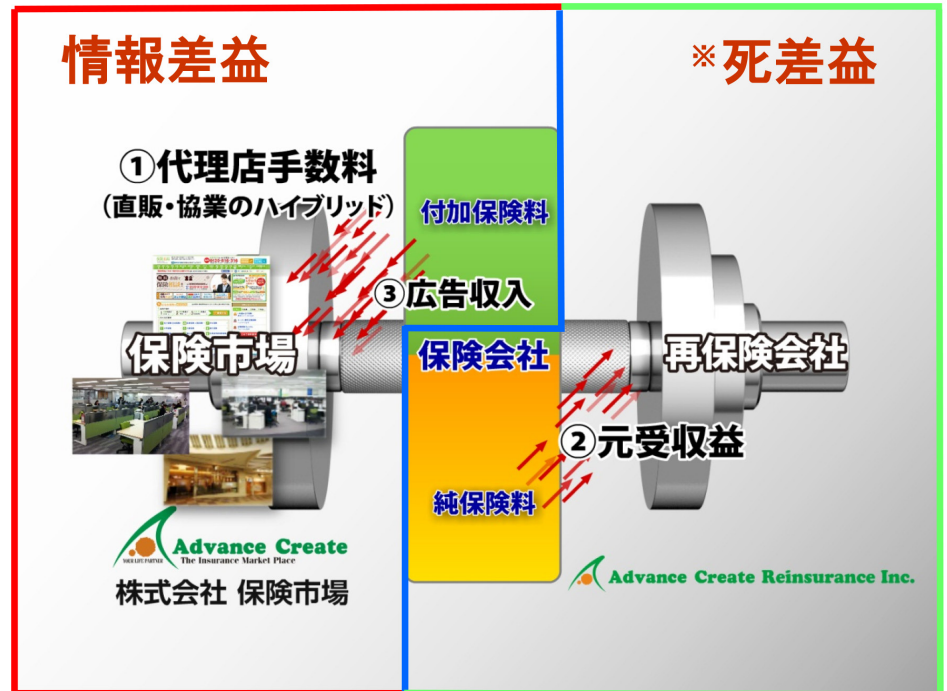 情報差益
※死差益
①代理店手数料
(直販・協業のハイブリッド)
付加保険料
③広告収入
保険市場
保険会社
再保険会社
②元受収益
純保険料
YOUR LIFE PARTNER
Advance Create
The Insurance Market Place
株式会社 保険市場
Advance Create Reinsurance Inc.